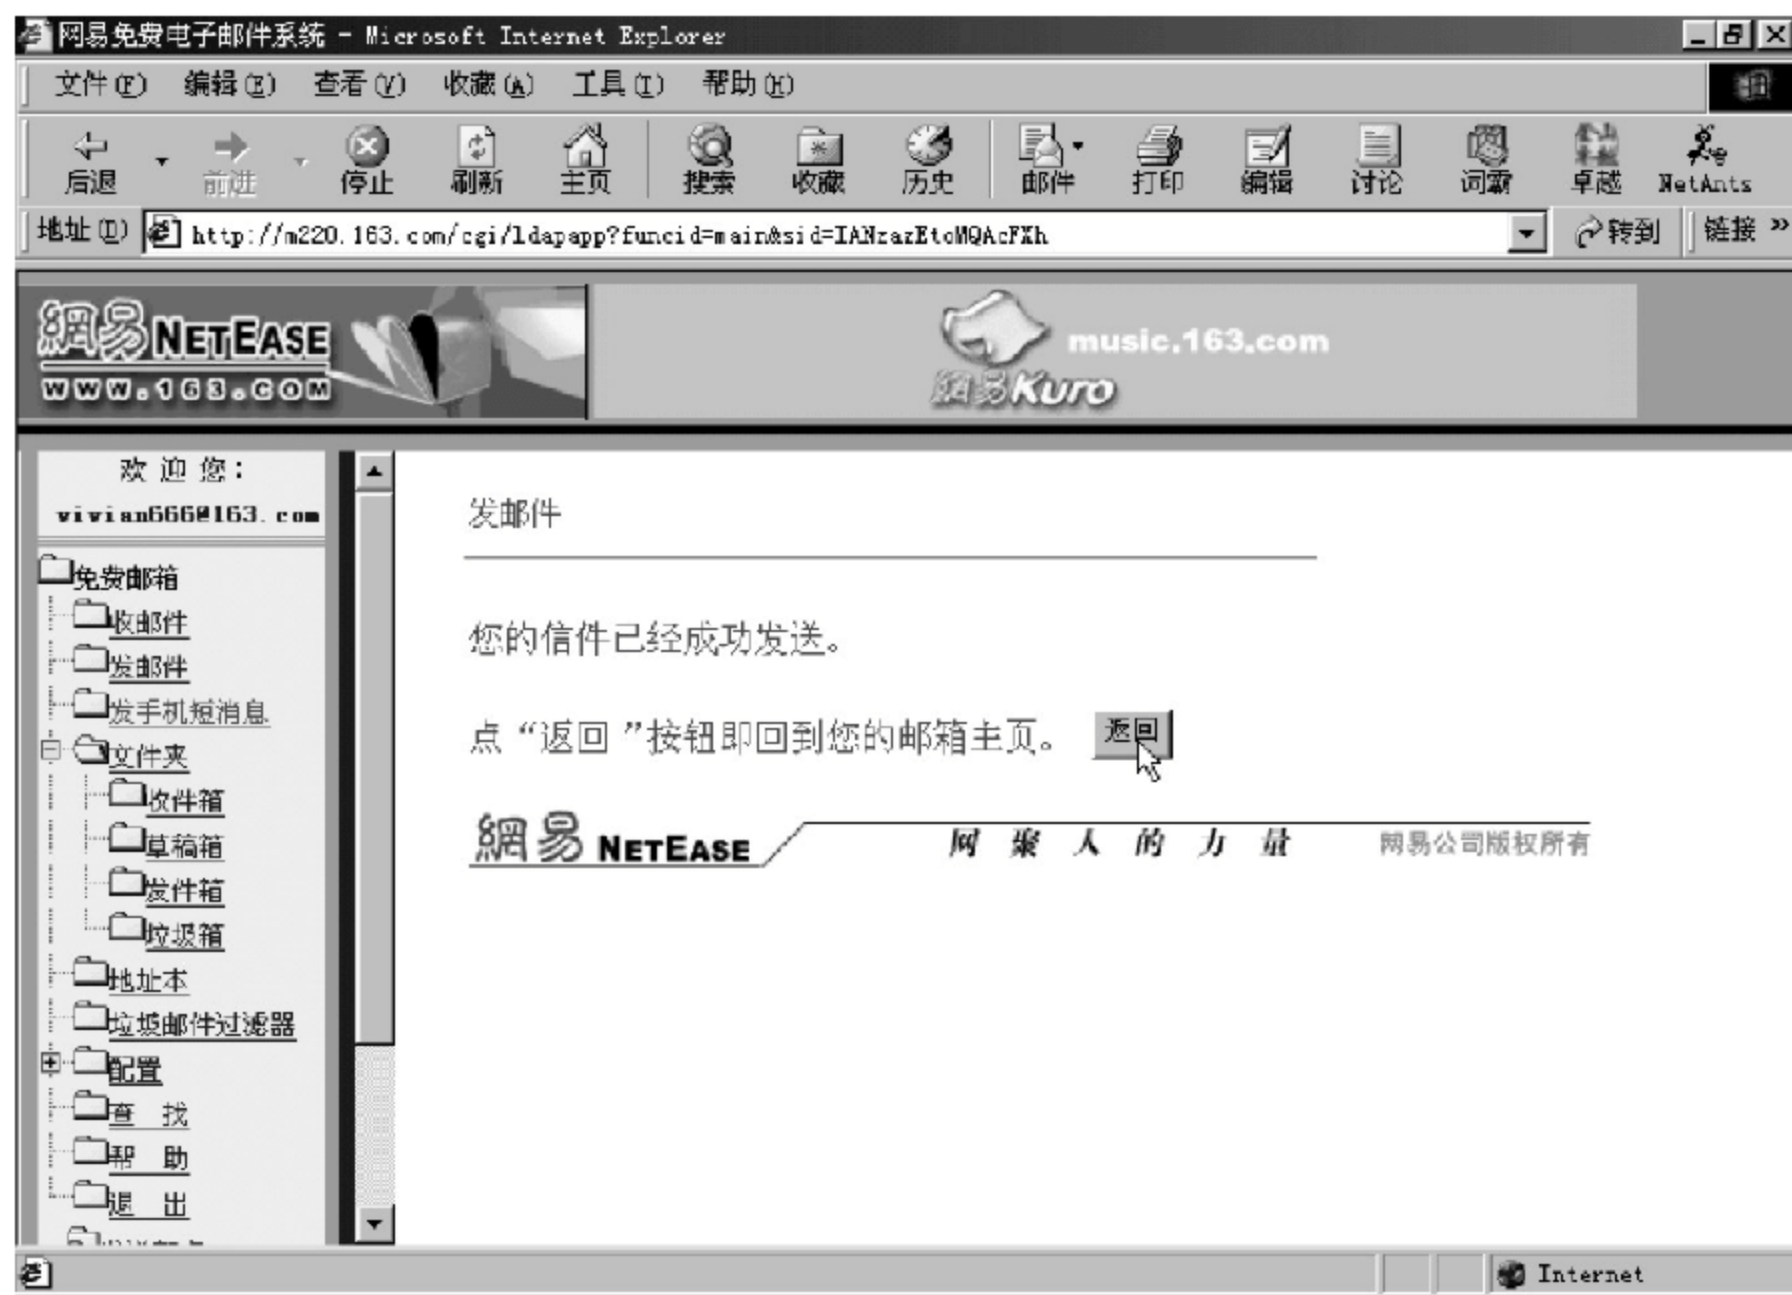 网易免费电子邮件系统 - Microsoft Internet Explorer
文件(F) 编辑(E) 查看(V) 收藏(A) 工具(T) 帮助(H)
后退 前进 停止 刷新 主页 搜索 收藏 历史 邮件 打印 编辑 讨论 词霸 卓越 NetAnts
地址(D) http://m220.163.com/cgi/ldapapp?funcid=main&sid=IANzazEtoMQAcFXh 转到 链接 »
網易 NETEASE
www.163.com
music.163.com
網易Kuro
欢 迎 您:
vivian666@163.com
免费邮箱
收邮件
发邮件
发手机短消息
文件夹
收件箱
草稿箱
发件箱
垃圾箱
地址本
垃圾邮件过滤器
配置
查 找
帮 助
退 出
发邮件
您的信件已经成功发送。
点“返回”按钮即回到您的邮箱主页。 返回
網易 NETEASE 网 聚 人 的 力 量 网易公司版权所有
Internet